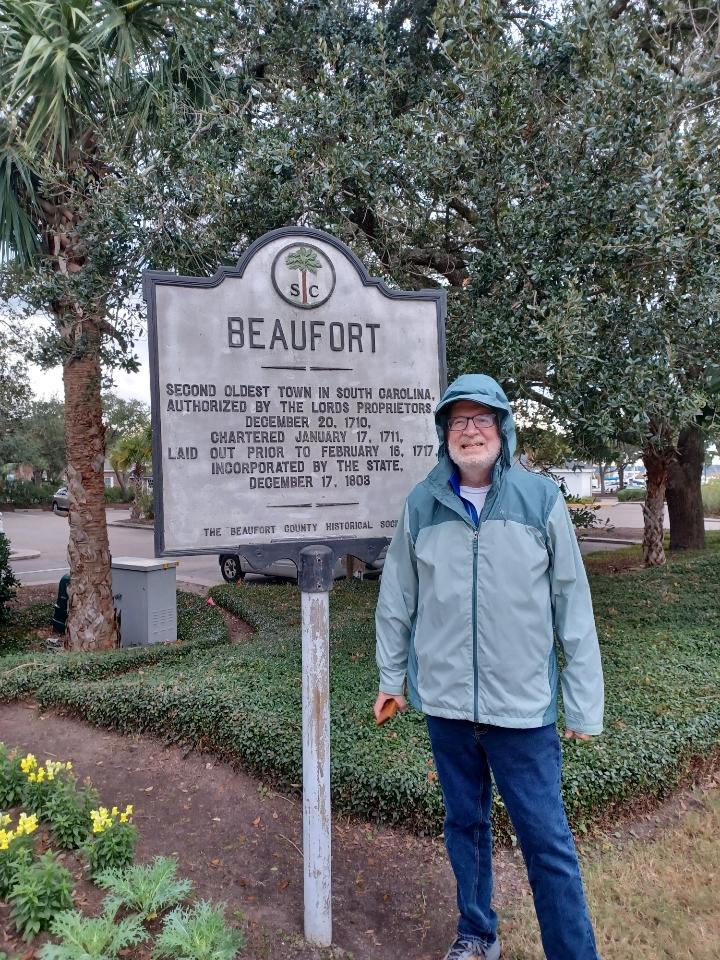 S C
BEAUFORT
SECOND OLDEST TOWN IN SOUTH CAROLINA,
AUTHORIZED BY THE LORDS PROPRIETORS,
DECEMBER 20, 1710,
CHARTERED JANUARY 17, 1711,
LAID OUT PRIOR TO FEBRUARY 16, 1717,
INCORPORATED BY THE STATE,
DECEMBER 17, 1803
THE BEAUFORT COUNTY HISTORICAL SOC